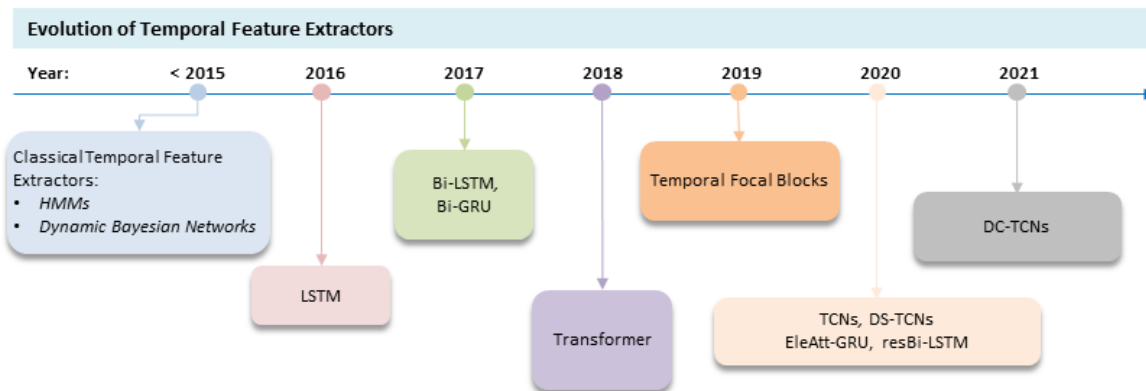 Evolution of Temporal Feature Extractors
Year: < 2015 2016 2017 2018 2019 2020 2021
Classical Temporal Feature
Extractors:
• HMMs
• Dynamic Bayesian Networks
LSTM
Bi-LSTM,
Bi-GRU
Transformer
Temporal Focal Blocks
TCNs, DS-TCNs
EleAtt-GRU, resBi-LSTM
DC-TCNs